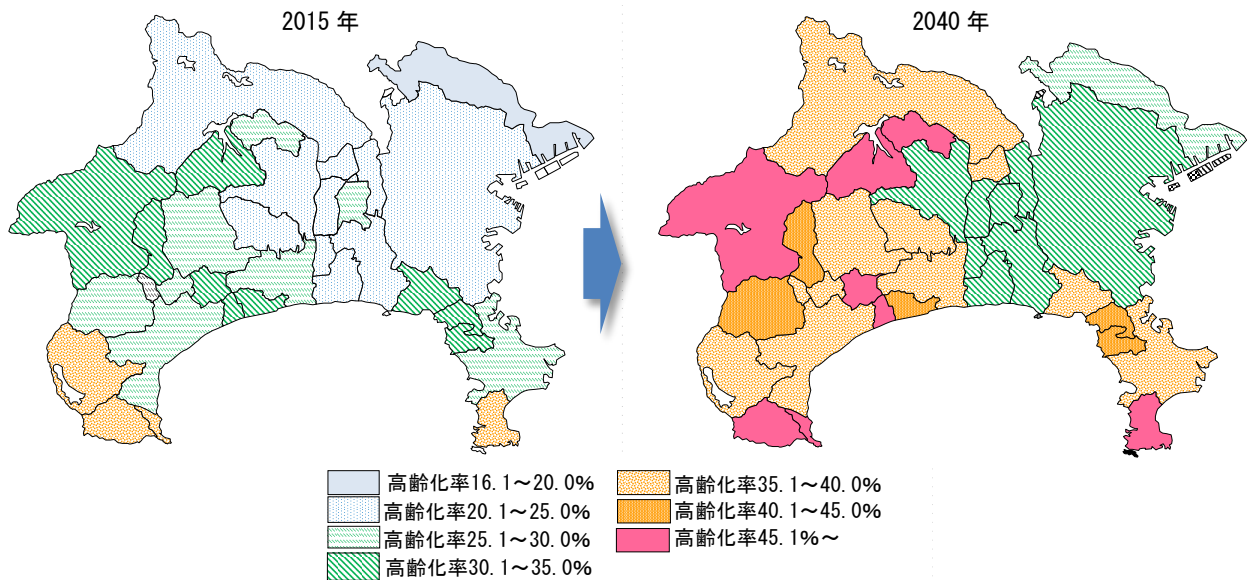 2015 年
2040 年
高齢化率16.1～20.0%
高齢化率20.1～25.0%
高齢化率25.1～30.0%
高齢化率30.1～35.0%
高齢化率35.1～40.0%
高齢化率40.1～45.0%
高齢化率45.1%～